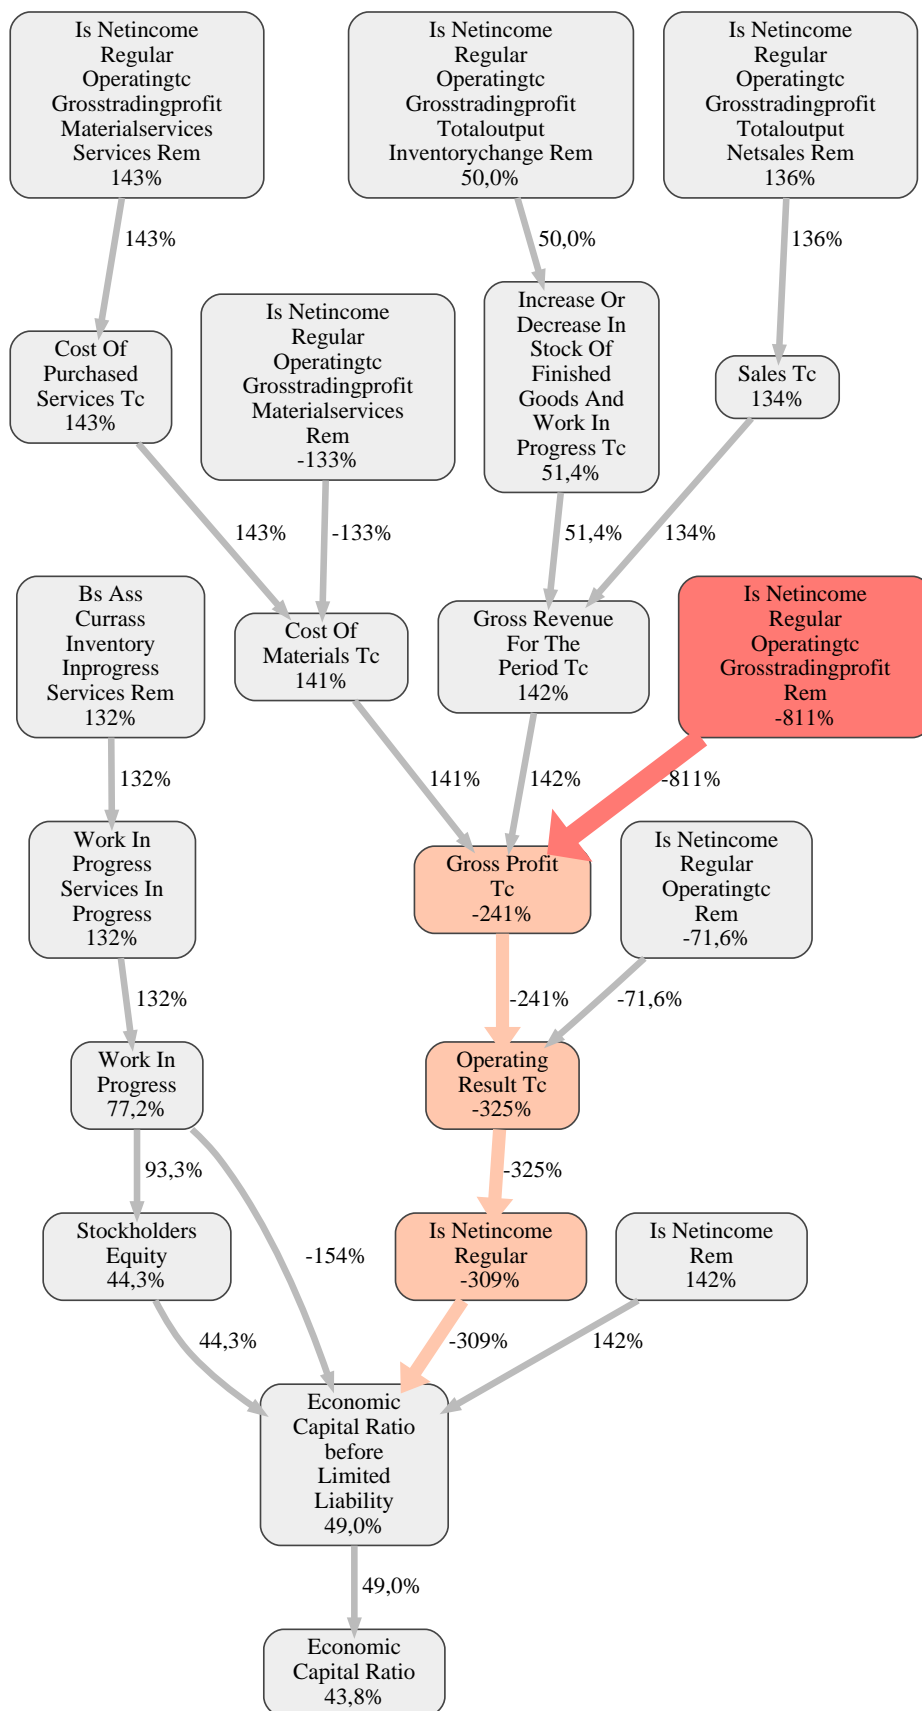 Is Netincome
Regular
Operatingtc
Grosstradingprofit
Materialservices
Services Rem
143%
Is Netincome
Regular
Operatingtc
Grosstradingprofit
Totaloutput
Inventorychange Rem
50,0%
Is Netincome
Regular
Operatingtc
Grosstradingprofit
Totaloutput
Netsales Rem
136%
143%
50,0%
136%
Cost Of
Purchased
Services Tc
143%
Is Netincome
Regular
Operatingtc
Grosstradingprofit
Materialservices
Rem
-133%
Increase Or
Decrease In
Stock Of
Finished
Goods And
Work In
Progress Tc
51,4%
Sales Tc
134%
143%
-133%
51,4%
134%
Bs Ass
Currass
Inventory
Inprogress
Services Rem
132%
Cost Of
Materials Tc
141%
Gross Revenue
For The
Period Tc
142%
Is Netincome
Regular
Operatingtc
Grosstradingprofit
Rem
-811%
132%
141%
142%
-811%
Work In
Progress
Services In
Progress
132%
Gross Profit
Tc
-241%
Is Netincome
Regular
Operatingtc
Rem
-71,6%
132%
-241%
-71,6%
Work In
Progress
77,2%
Operating
Result Tc
-325%
93,3%
-154%
-325%
Stockholders
Equity
44,3%
Is Netincome
Regular
-309%
Is Netincome
Rem
142%
44,3%
-309%
142%
Economic
Capital Ratio
before
Limited
Liability
49,0%
49,0%
Economic
Capital Ratio
43,8%